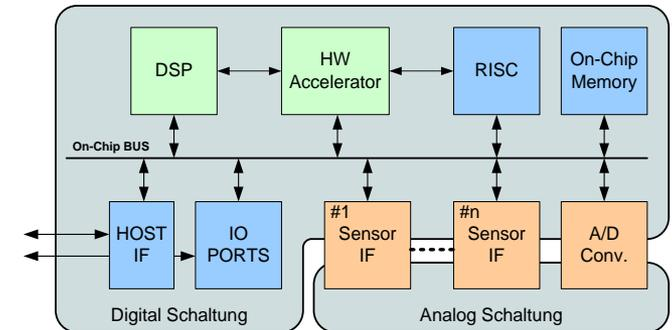 DSP
HW
Accelerator
RISC
On-Chip
Memory
On-Chip BUS
HOST
IF
IO
PORTS
#1
Sensor
IF
#n
Sensor
IF
A/D
Conv.
Digital Schaltung
Analog Schaltung